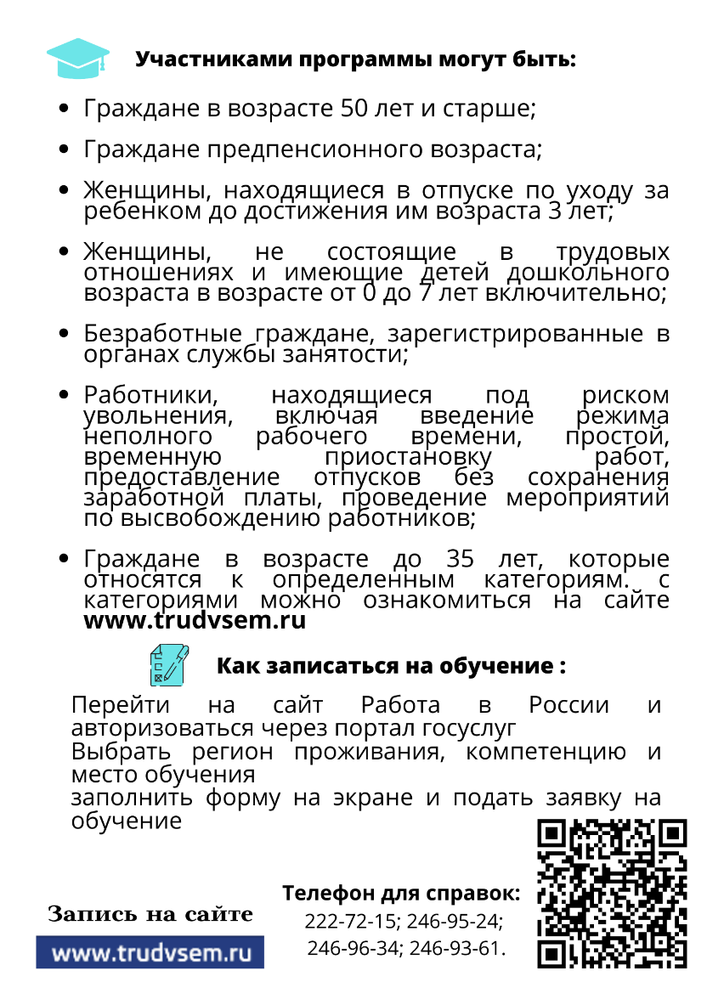 Участниками программы могут быть:
Граждане в возрасте 50 лет и старше;
Граждане предпенсионного возраста;
Женщины, находящиеся в отпуске по уходу за
ребенком до достижения им возраста 3 лет;
Женщины, не состоящие в трудовых
отношениях и имеющие детей дошкольного
возраста в возрасте от 0 до 7 лет включительно;
Безработные граждане, зарегистрированные в
органах службы занятости;
Работники, находящиеся под риском
увольнения, включая введение режима
неполного рабочего времени, простой,
временную приостановку работ,
предоставление отпусков без сохранения
заработной платы, проведение мероприятий
по высвобождению работников;
Граждане в возрасте до 35 лет, которые
относятся к определенным категориям. с
категориями можно ознакомиться на сайте
www.trudvsem.ru
Как записаться на обучение :
Перейти на сайт Работа в России и
авторизоваться через портал госуслуг
Выбрать регион проживания, компетенцию и
место обучения
заполнить форму на экране и подать заявку на
обучение
Телефон для справок:
222-72-15; 246-95-24;
246-96-34; 246-93-61.
Запись на сайте
www.trudvsem.ru